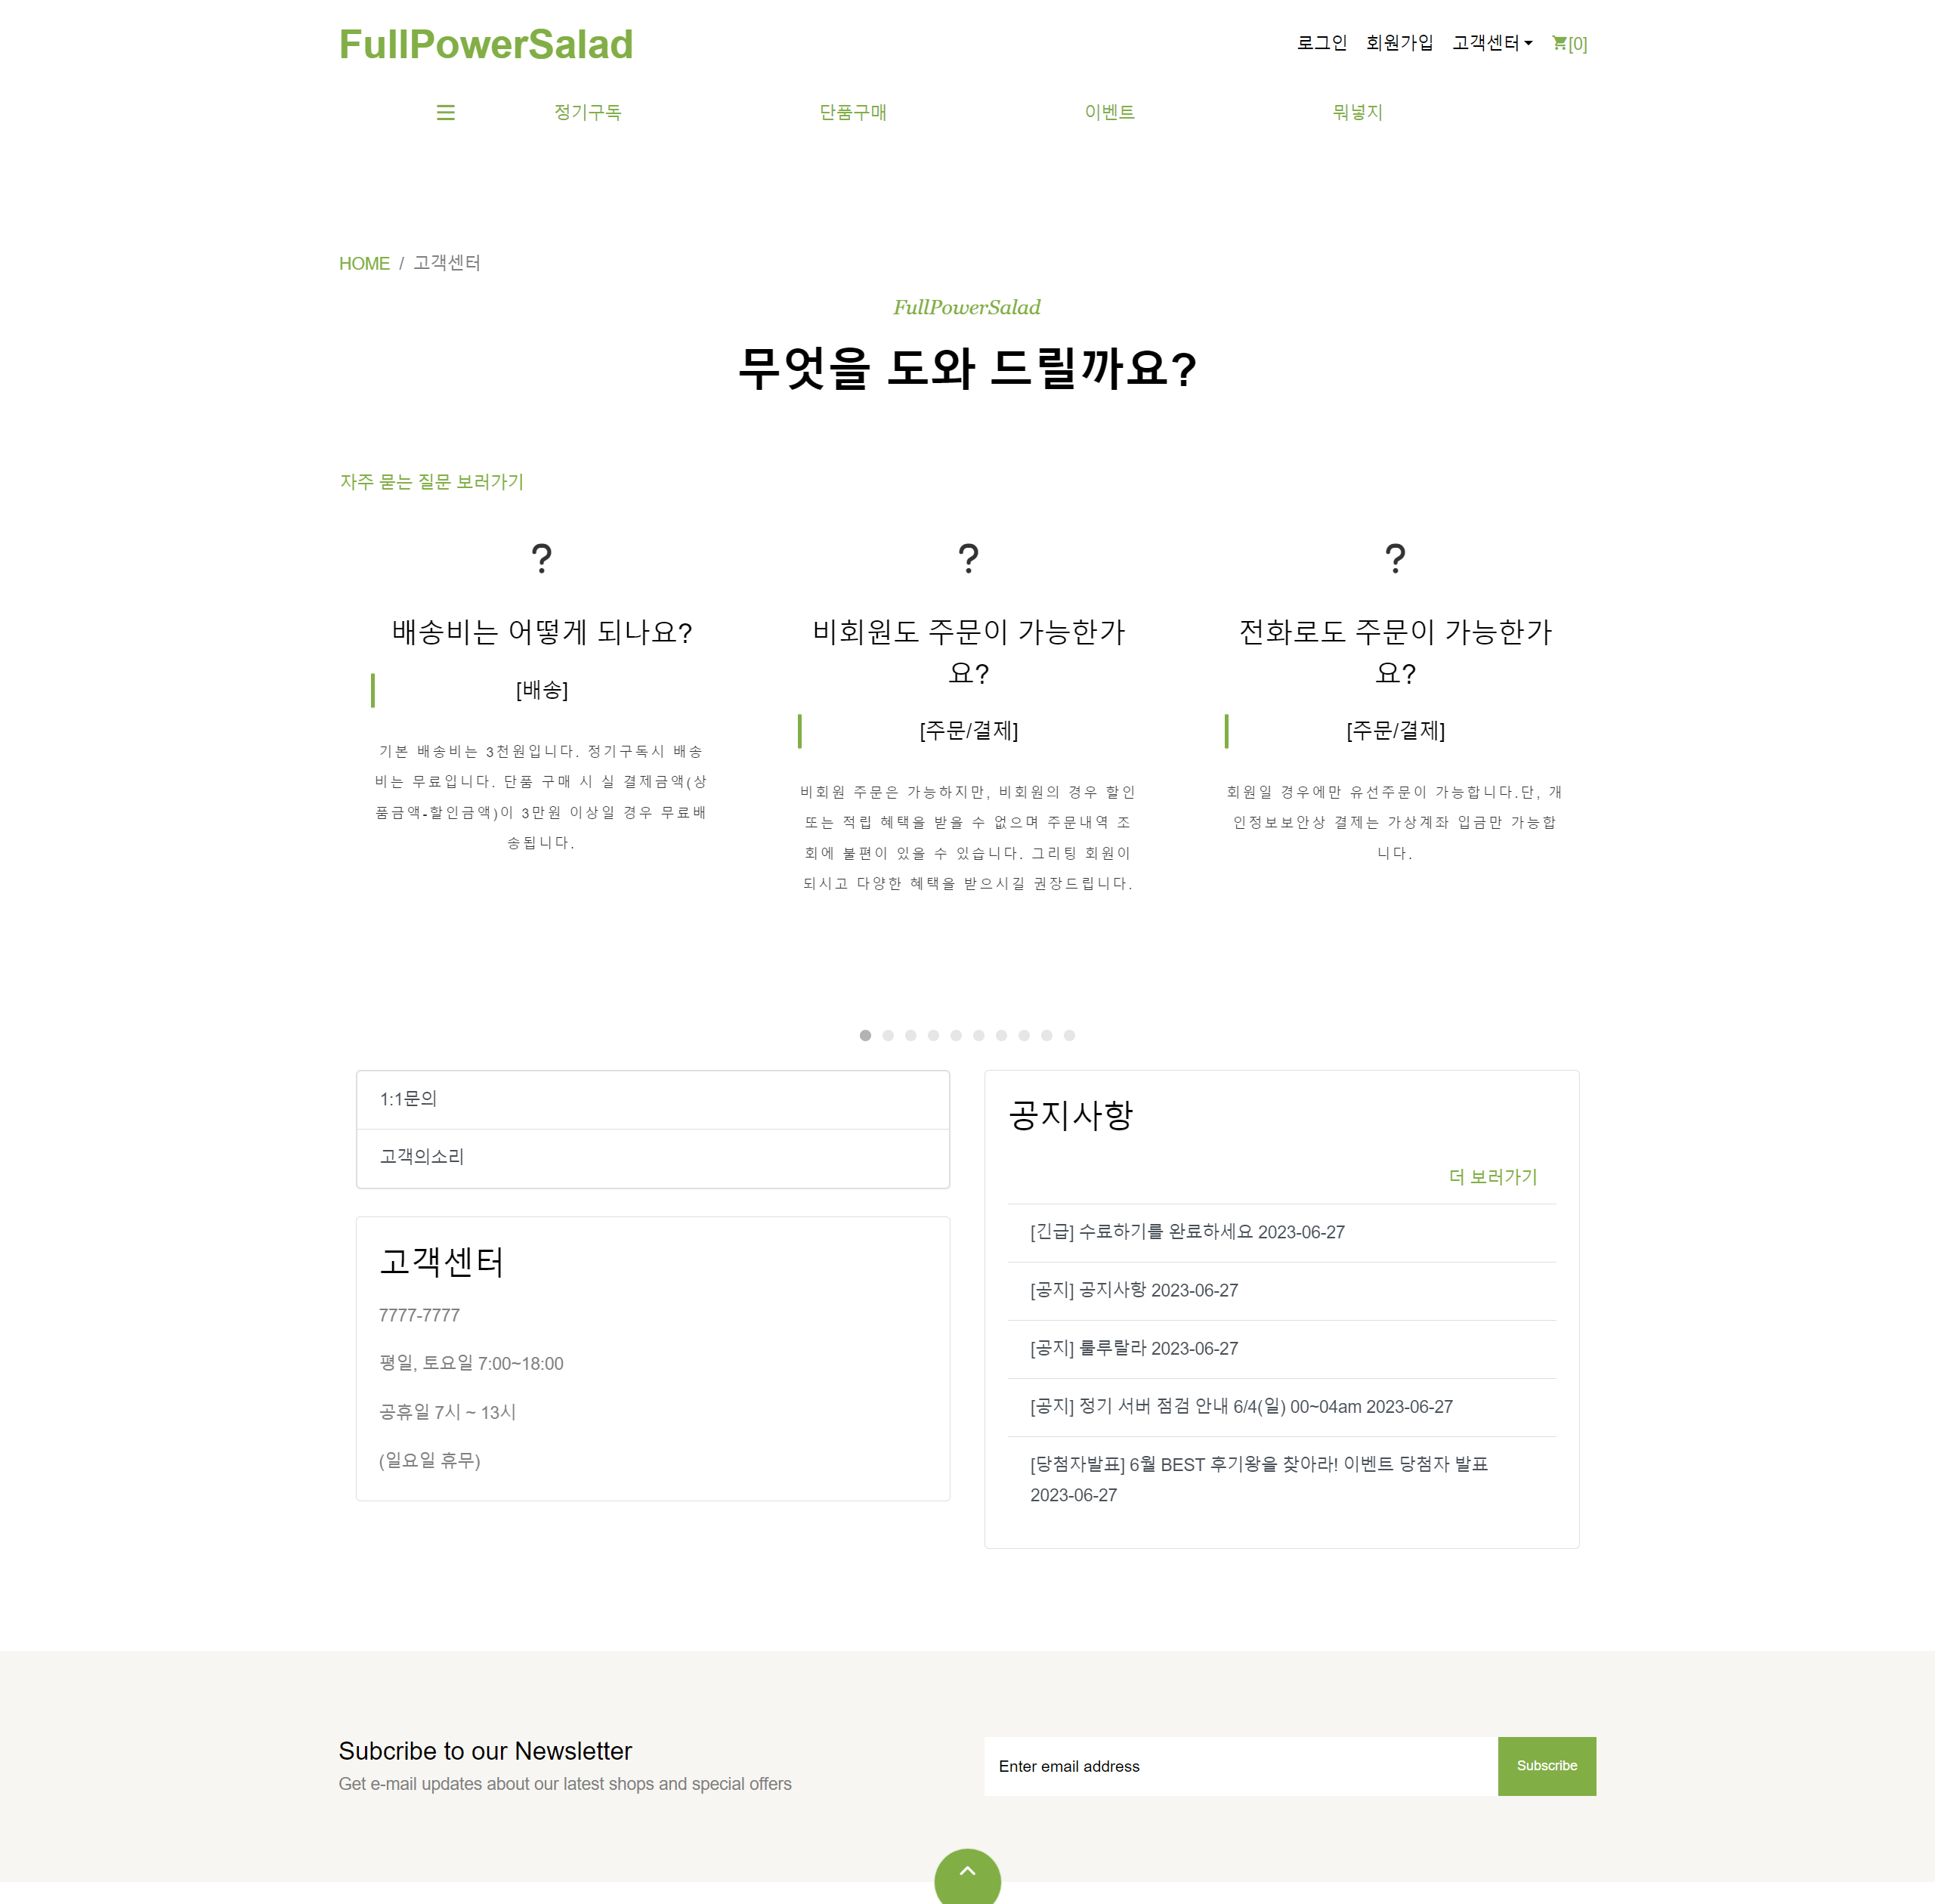 FullPowerSalad
로그인 회원가입 고객센터 [0]
정기구독 단품구매 이벤트 뭐넣지
HOME / 고객센터
FullPowerSalad
무엇을 도와 드릴까요?
자주 묻는 질문 보러가기
?
배송비는 어떻게 되나요?
[배송]
기본 배송비는 3천원입니다. 정기구독시 배송
비는 무료입니다. 단품 구매 시 실 결제금액(상
품금액-할인금액)이 3만원 이상일 경우 무료배
송됩니다.
?
비회원도 주문이 가능한가
요?
[주문/결제]
비회원 주문은 가능하지만, 비회원의 경우 할인
또는 적립 혜택을 받을 수 없으며 주문내역 조
회에 불편이 있을 수 있습니다. 그리팅 회원이
되시고 다양한 혜택을 받으시길 권장드립니다.
?
전화로도 주문이 가능한가
요?
[주문/결제]
회원일 경우에만 유선주문이 가능합니다.단, 개
인정보보안상 결제는 가상계좌 입금만 가능합
니다.
1:1문의
고객의소리
고객센터
7777-7777
평일, 토요일 7:00~18:00
공휴일 7시 ~ 13시
(일요일 휴무)
공지사항
더 보러가기
[긴급] 수료하기를 완료하세요 2023-06-27
[공지] 공지사항 2023-06-27
[공지] 룰루랄라 2023-06-27
[공지] 정기 서버 점검 안내 6/4(일) 00~04am 2023-06-27
[당첨자발표] 6월 BEST 후기왕을 찾아라! 이벤트 당첨자 발표
2023-06-27
Subcribe to our Newsletter
Get e-mail updates about our latest shops and special offers
Enter email address
Subscribe